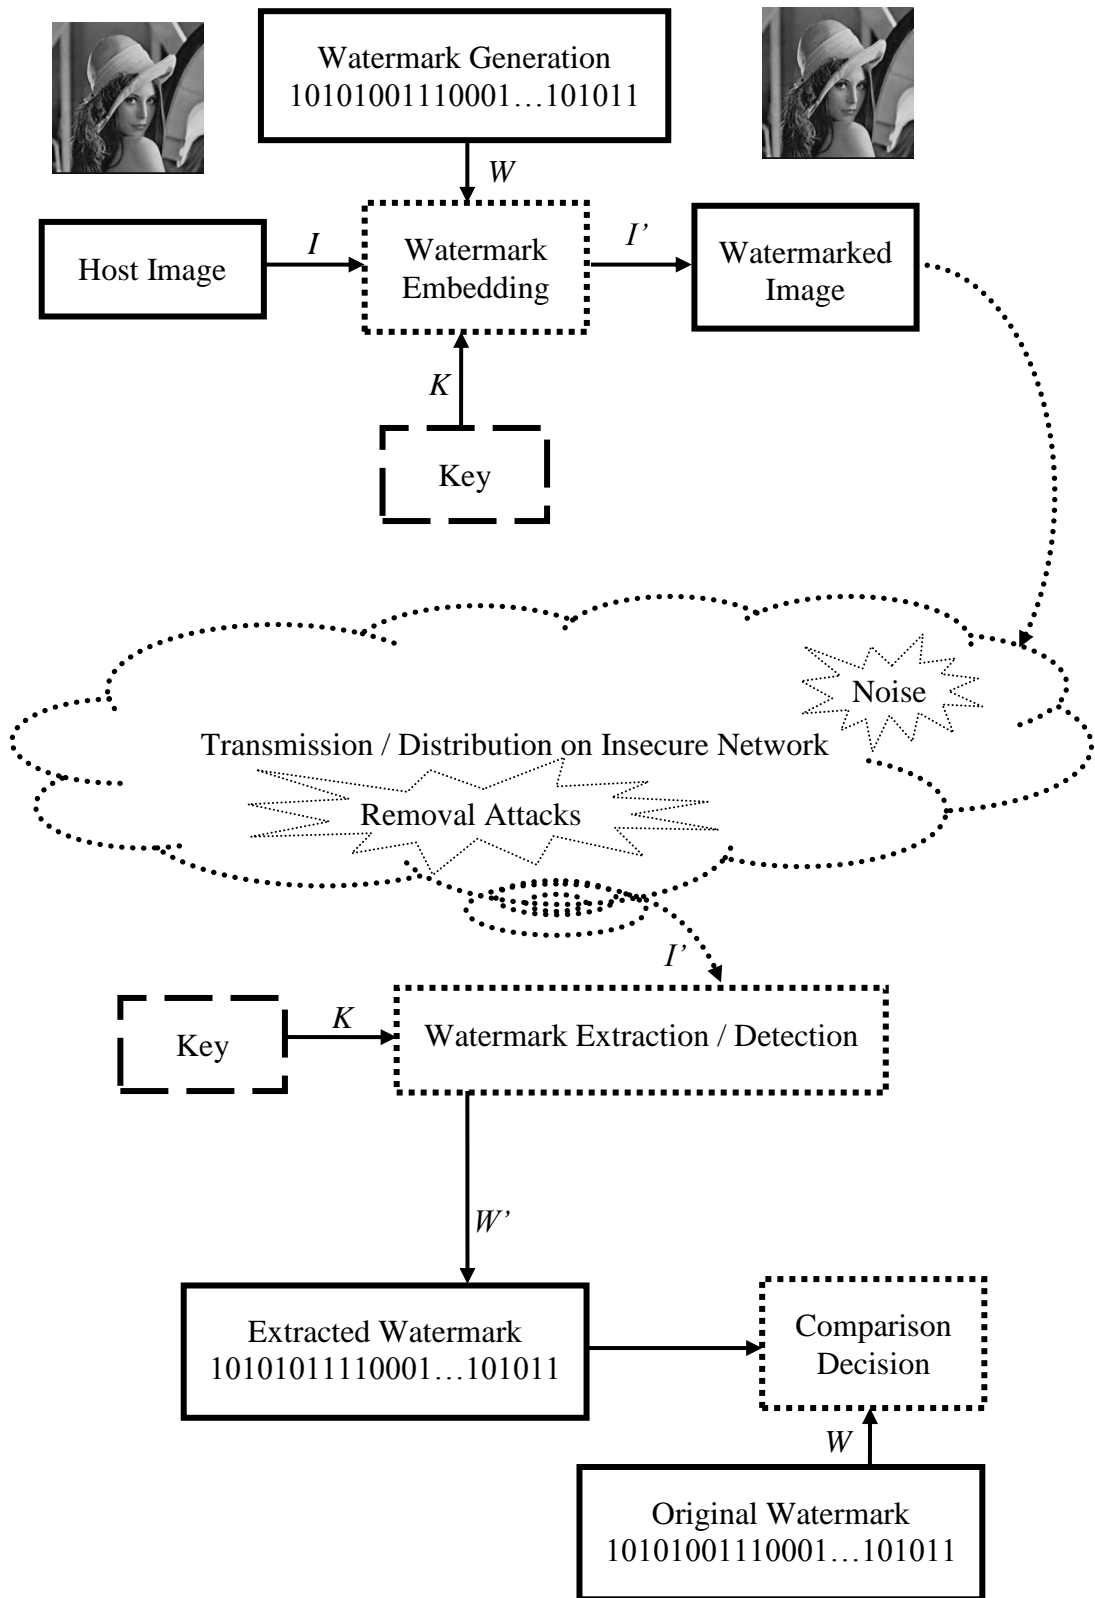 Watermark Generation
10101001110001…101011
W
Host Image
I
Watermark
Embedding
I’
Watermarked
Image
K
Key
Noise
Transmission / Distribution on Insecure Network
Removal Attacks
I’
Key
K
Watermark Extraction / Detection
W’
Extracted Watermark
10101011110001…101011
Comparison
Decision
W
Original Watermark
10101001110001…101011